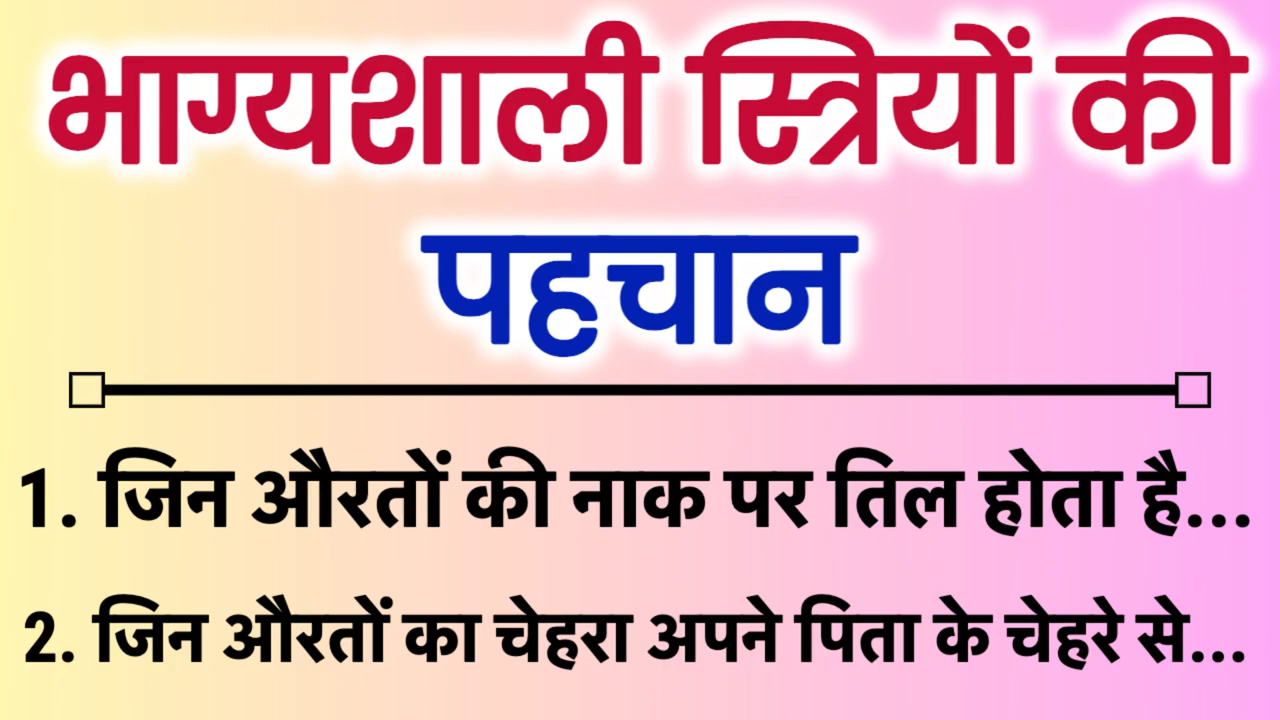 भाग्यशाली स्त्रियों की
पहचान
1. जिन औरतों की नाक पर तिल होता है...
2. जिन औरतों का चेहरा अपने पिता के चेहरे से...